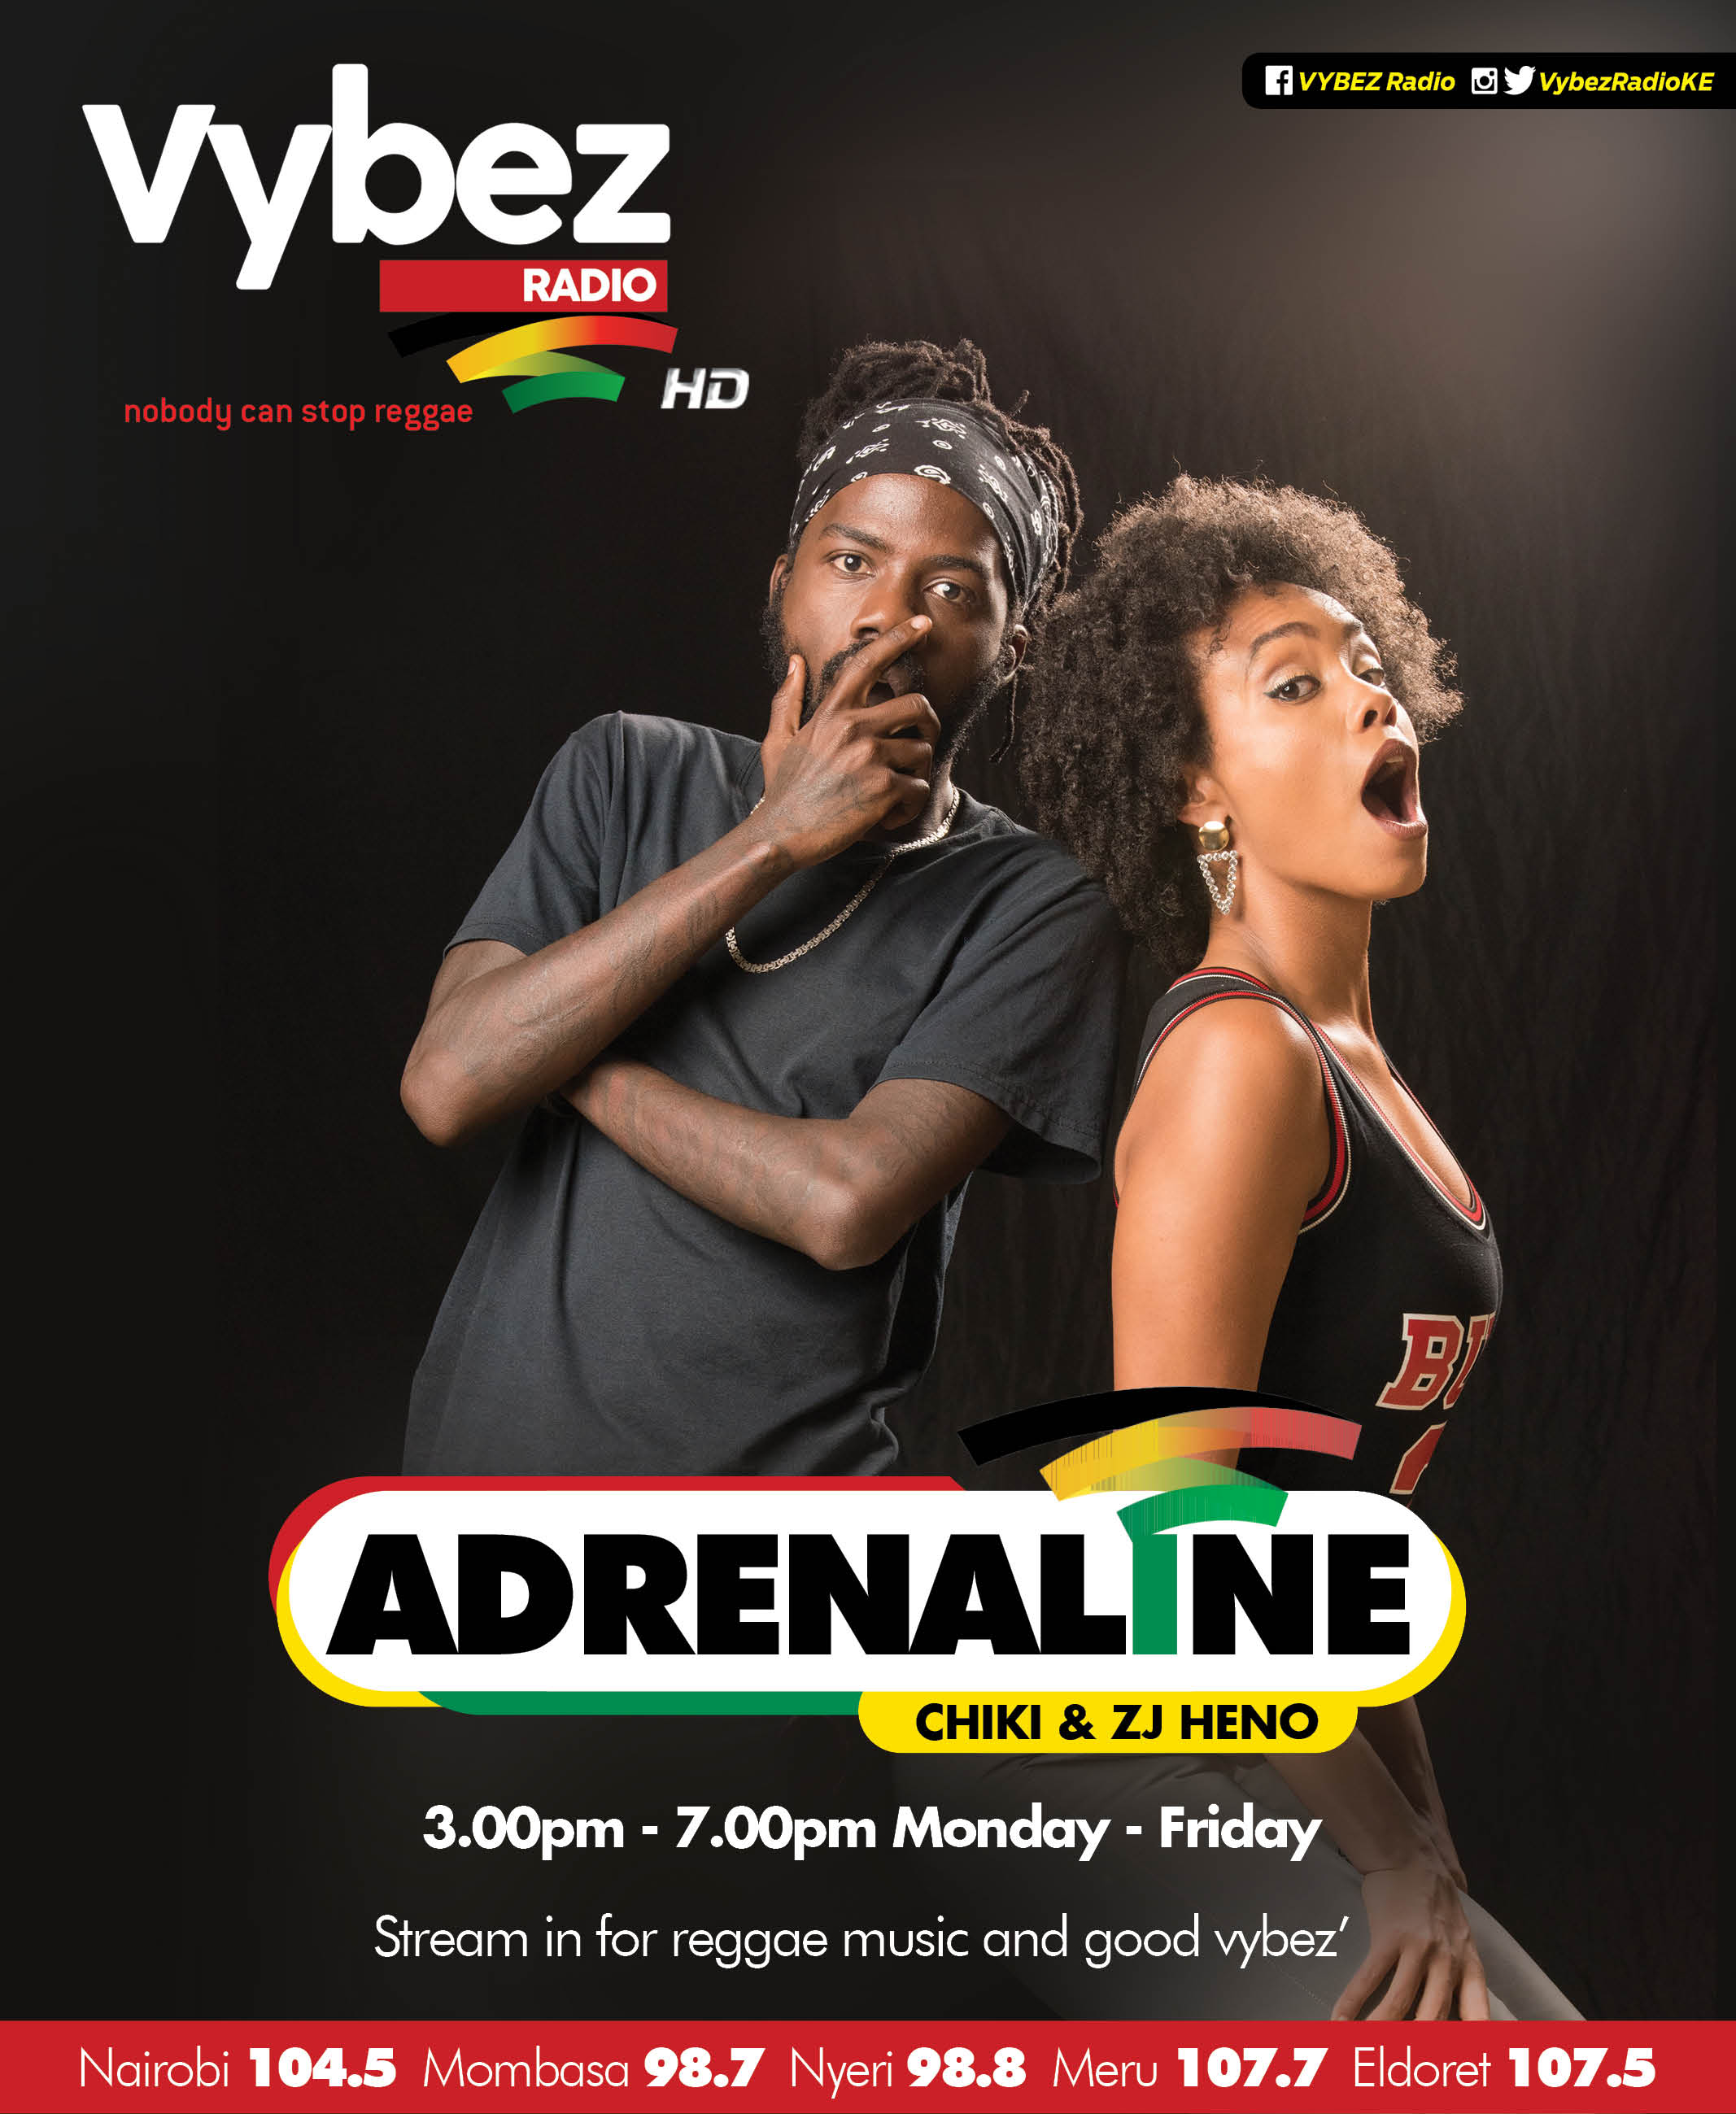 VYBEZ Radio VybezRadioKE
Vybez
RADIO
HD
nobody can stop reggae
BU
ADRENALINE
CHIKI & ZJ HENO
3.00pm - 7.00pm Monday - Friday
Stream in for reggae music and good vybez’
Nairobi 104.5 Mombasa 98.7 Nyeri 98.8 Meru 107.7 Eldoret 107.5